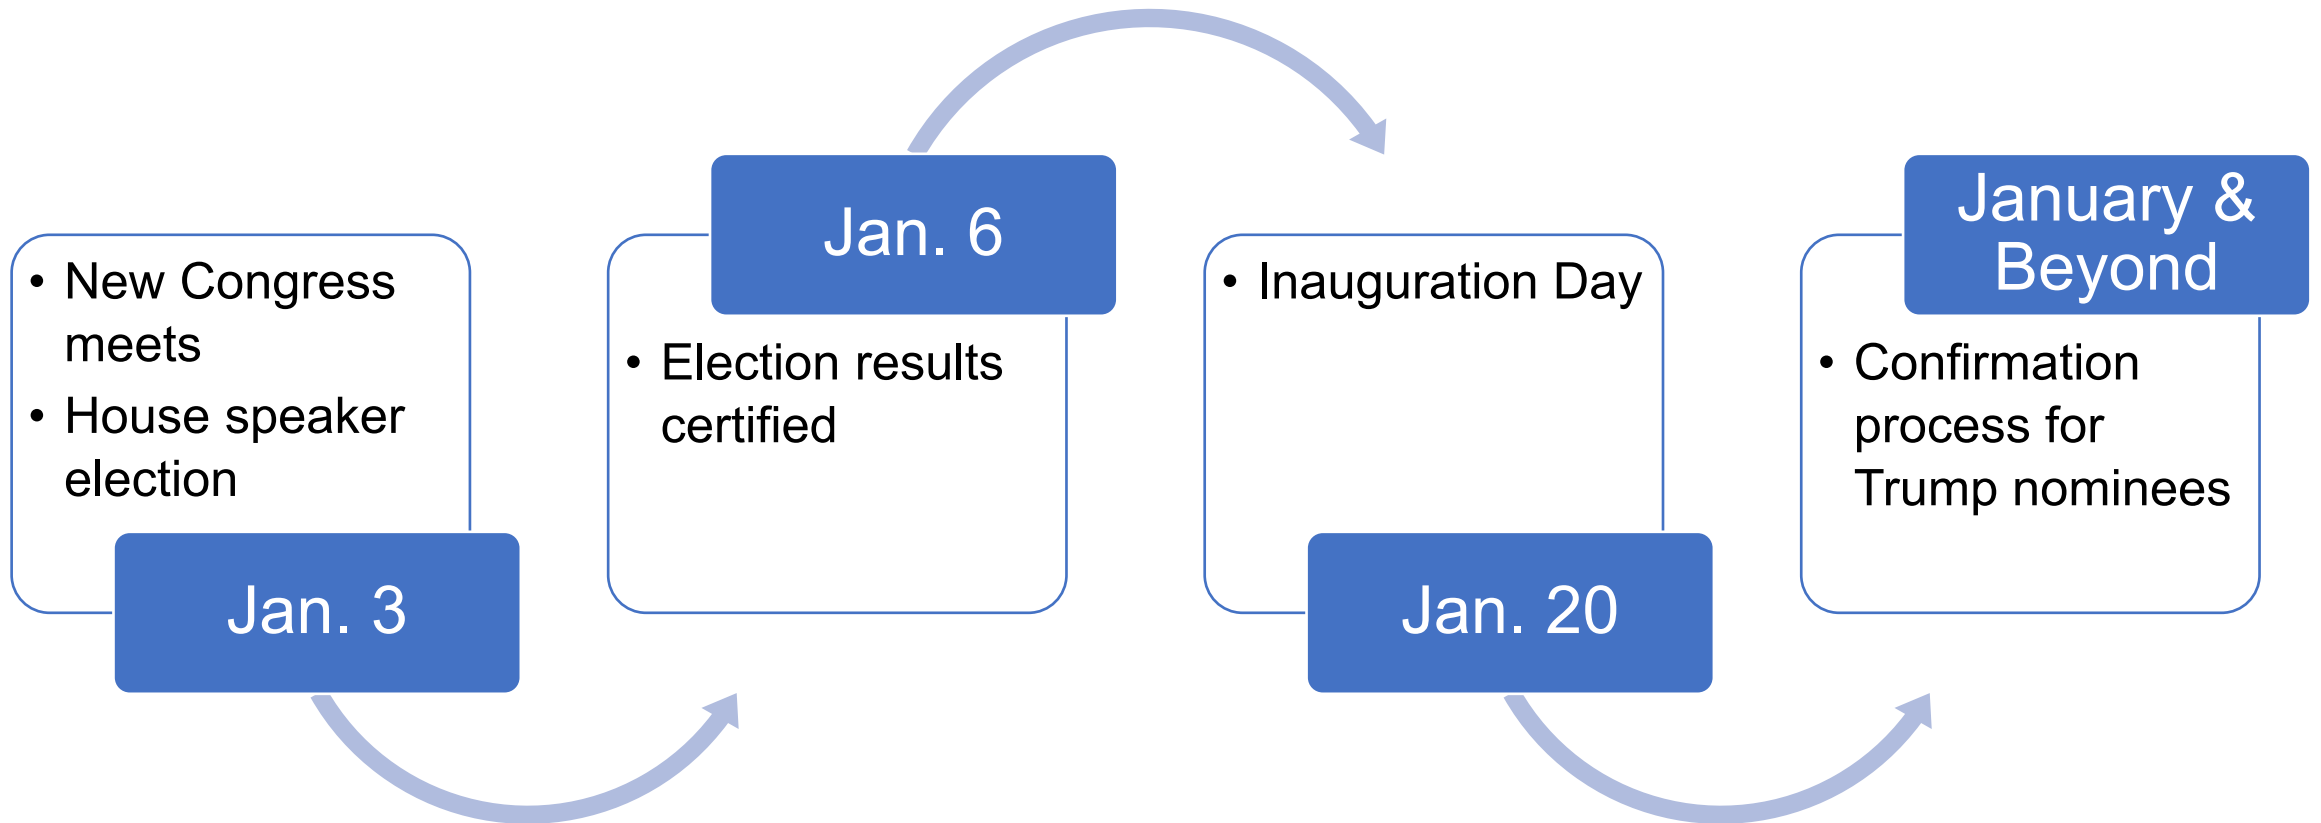 • New Congress
meets
• House speaker
election
Jan. 3
Jan. 6
• Election results
certified
• Inauguration Day
Jan. 20
January &
Beyond
• Confirmation
process for
Trump nominees